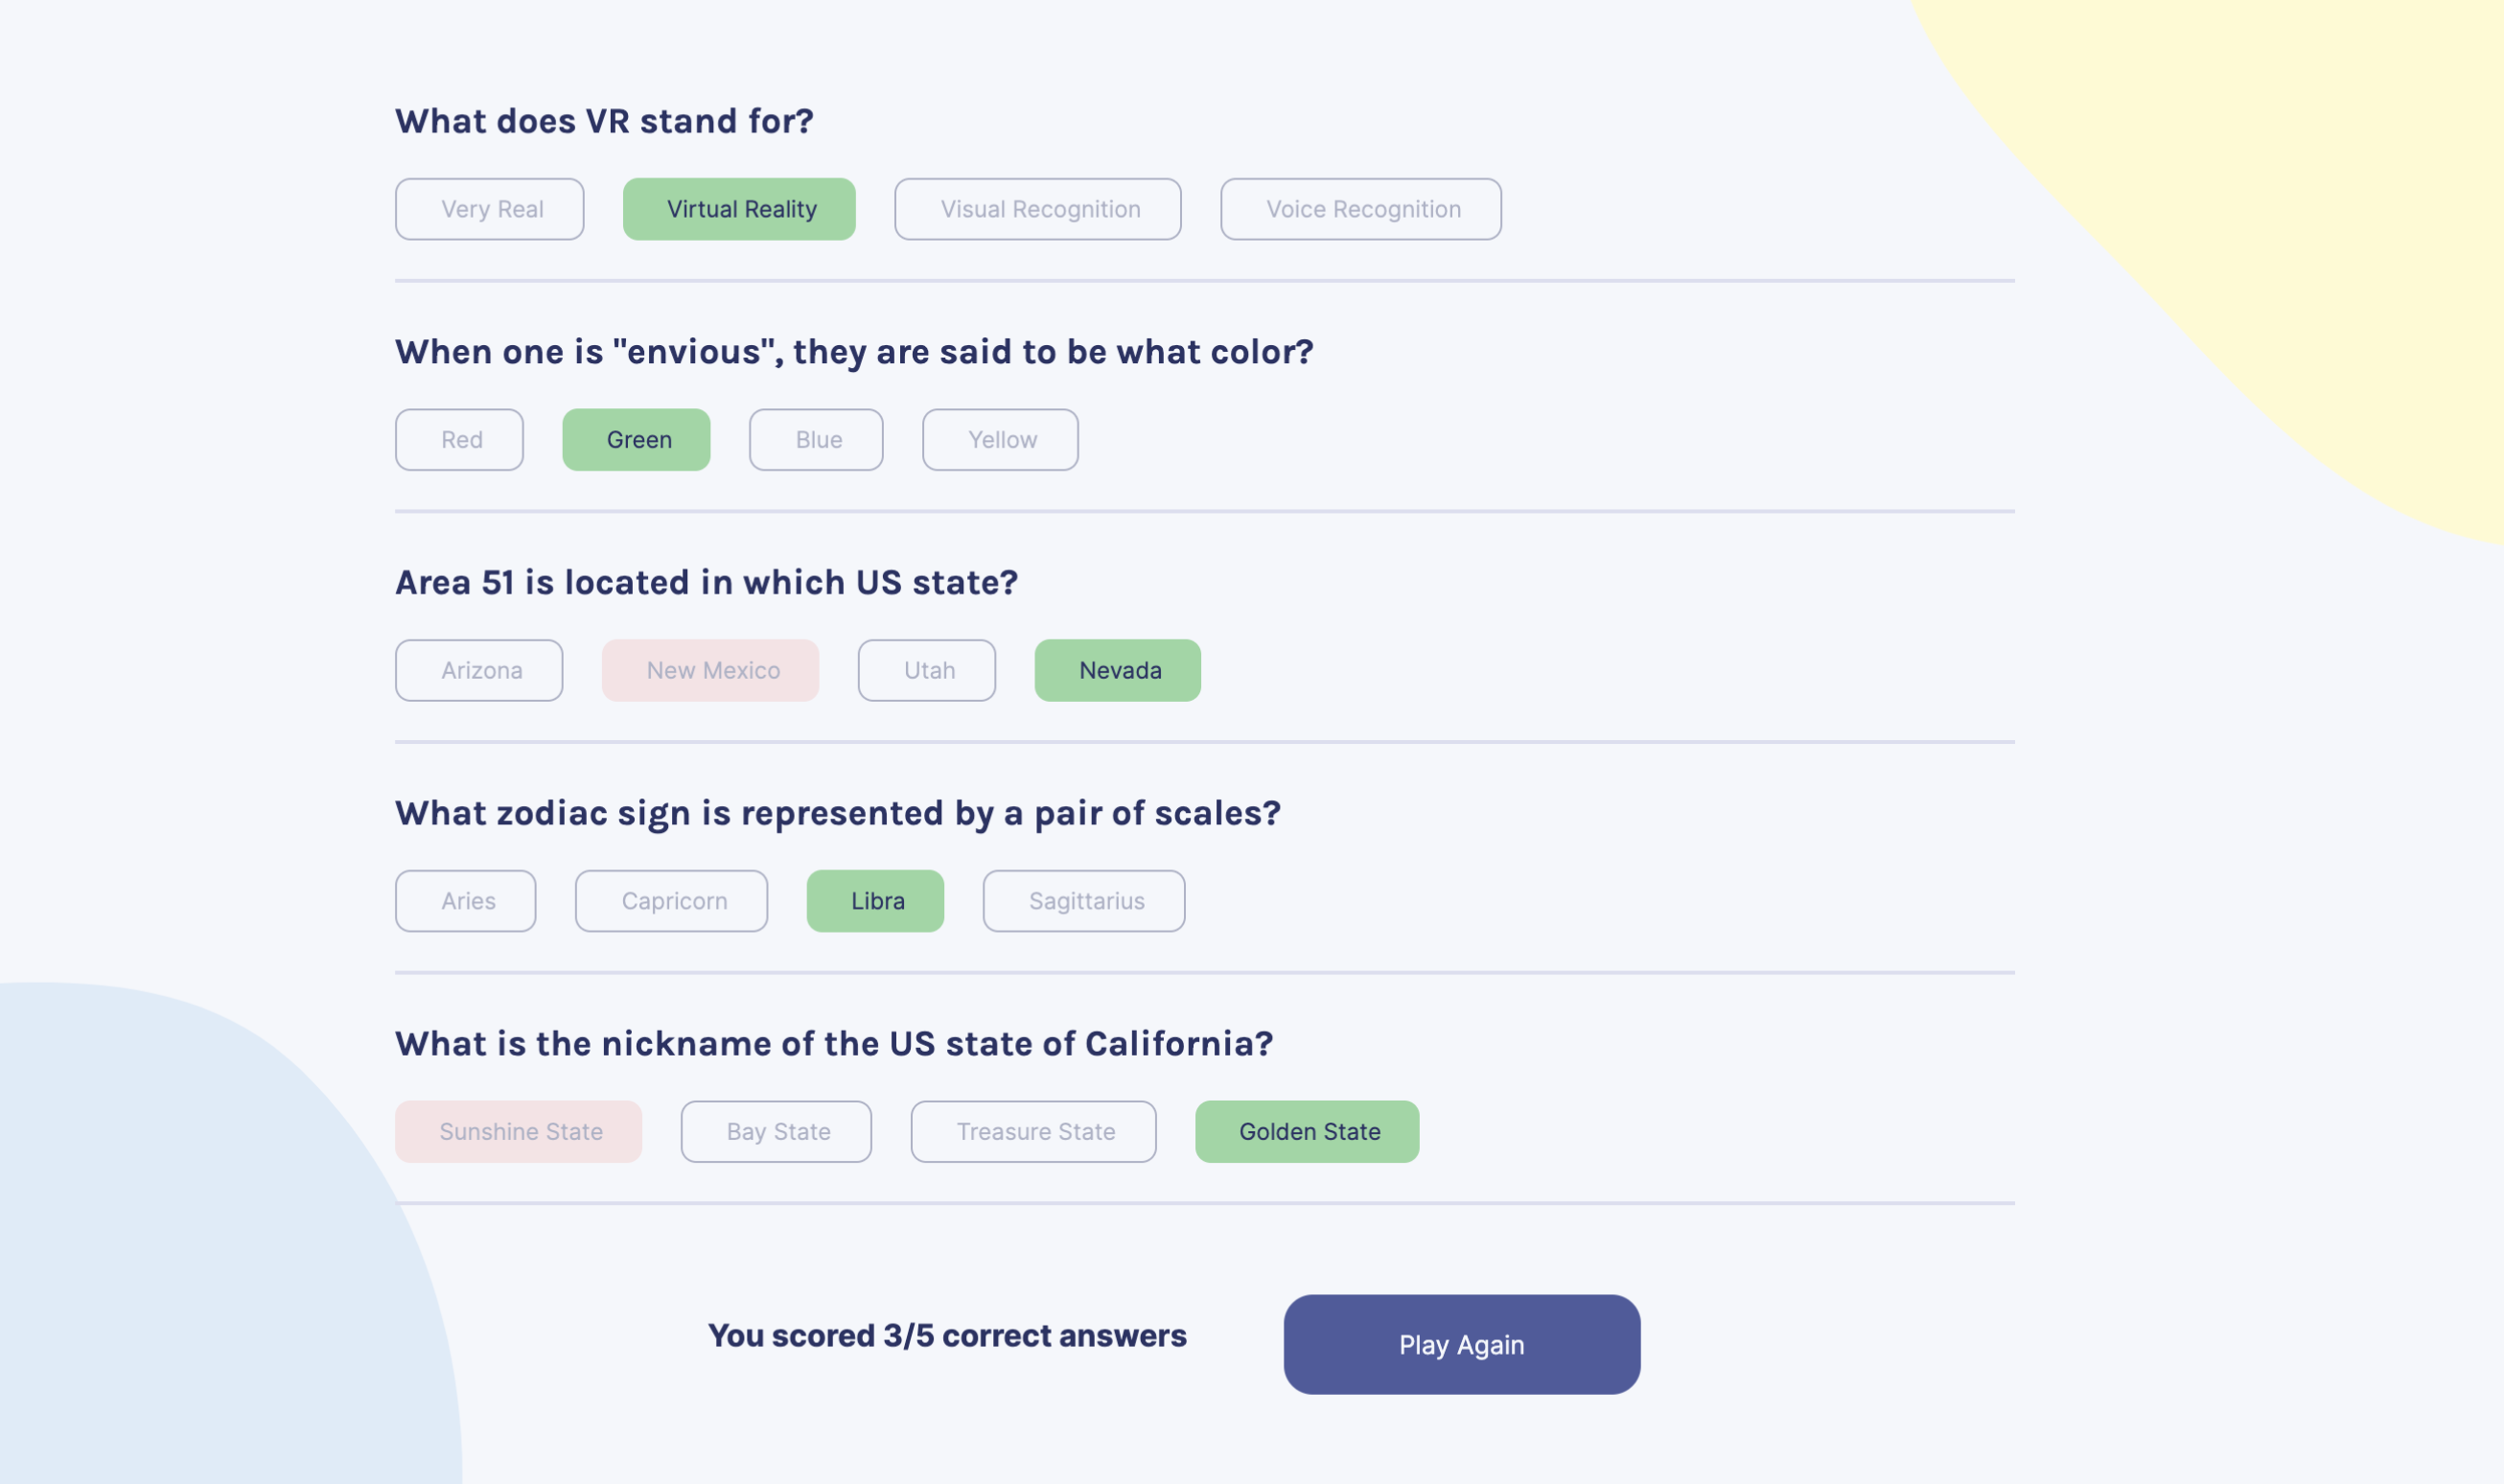 What does VR stand for?
Very Real Virtual Reality Visual Recognition Voice Recognition
When one is "envious", they are said to be what color?
Red Green Blue Yellow
Area 51 is located in which US state?
Arizona New Mexico Utah Nevada
What zodiac sign is represented by a pair of scales?
Aries Capricorn Libra Sagittarius
What is the nickname of the US state of California?
Sunshine State Bay State Treasure State Golden State
You scored 3/5 correct answers Play Again